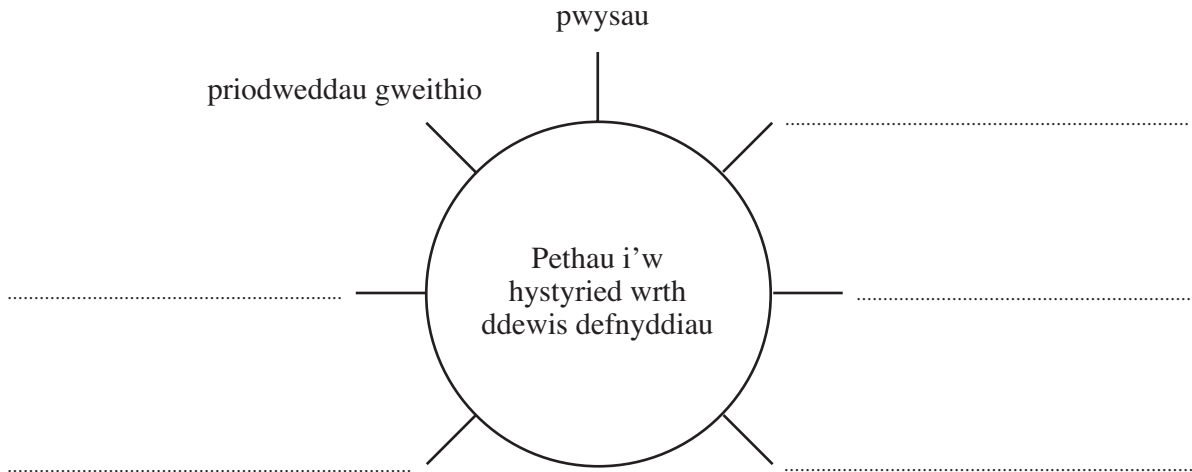 pwysau
priodweddau gweithio
Pethau i’w
hystyried wrth
ddewis defnyddiau